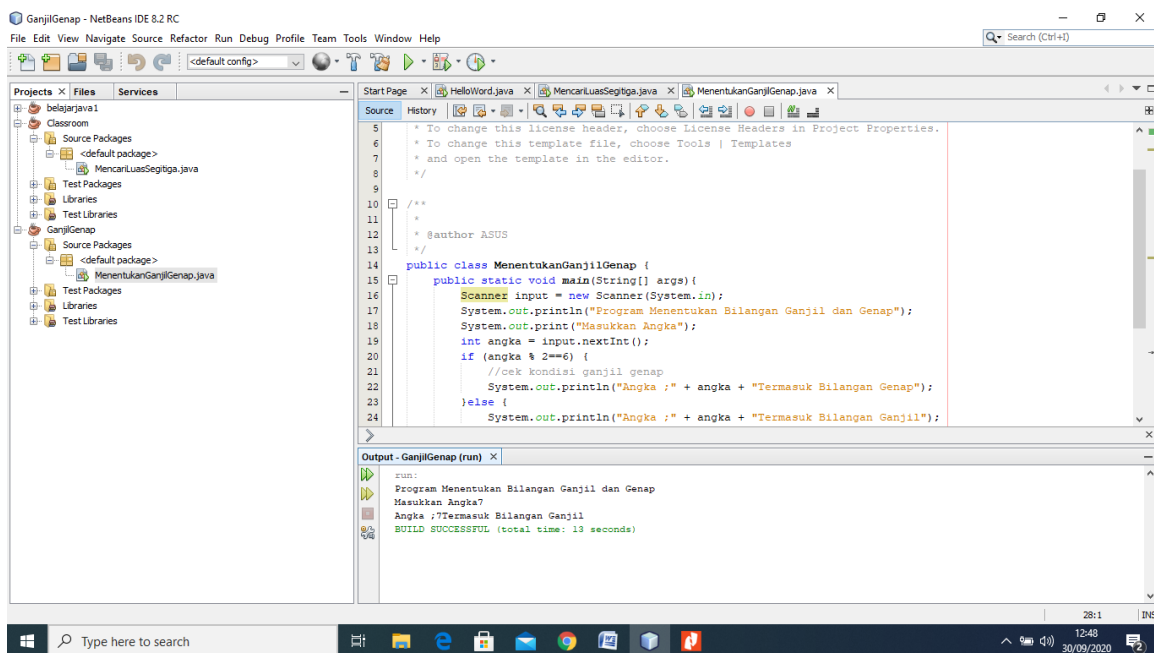 GanjilGenap - NetBeans IDE 8.2 RC
File Edit View Navigate Source Refactor Run Debug Profile Team Tools Window Help
Search (Ctrl+I)
<default config>
Projects Files Services
belajarjava1
Classroom
Source Packages
<default package>
MencariLuasSegitiga.java
Test Packages
Libraries
Test Libraries
GanjilGenap
Source Packages
<default package>
MenentukanGanjilGenap.java
Test Packages
Libraries
Test Libraries
Start Page HelloWord.java MencariLuasSegitiga.java MenentukanGanjilGenap.java
Source History
5 * To change this license header, choose License Headers in Project Properties.
6 * To change this template file, choose Tools | Templates
7 * and open the template in the editor.
8 */
9
10 /**
11 *
12 * @author ASUS
13 */
14 public class MenentukanGanjilGenap {
15 public static void main(String[] args){
16 Scanner input = new Scanner(System.in);
17 System.out.println("Program Menentukan Bilangan Ganjil dan Genap");
18 System.out.print("Masukkan Angka");
19 int angka = input.nextInt();
20 if (angka % 2==6) {
21 //cek kondisi ganjil genap
22 System.out.println("Angka ;" + angka + "Termasuk Bilangan Genap");
23 }else {
24 System.out.println("Angka ;" + angka + "Termasuk Bilangan Ganjil");
Output - GanjilGenap (run)
run:
Program Menentukan Bilangan Ganjil dan Genap
Masukkan Angka7
Angka ;7Termasuk Bilangan Ganjil
BUILD SUCCESSFUL (total time: 13 seconds)
28:1 INS
Type here to search
12:48
30/09/2020
2